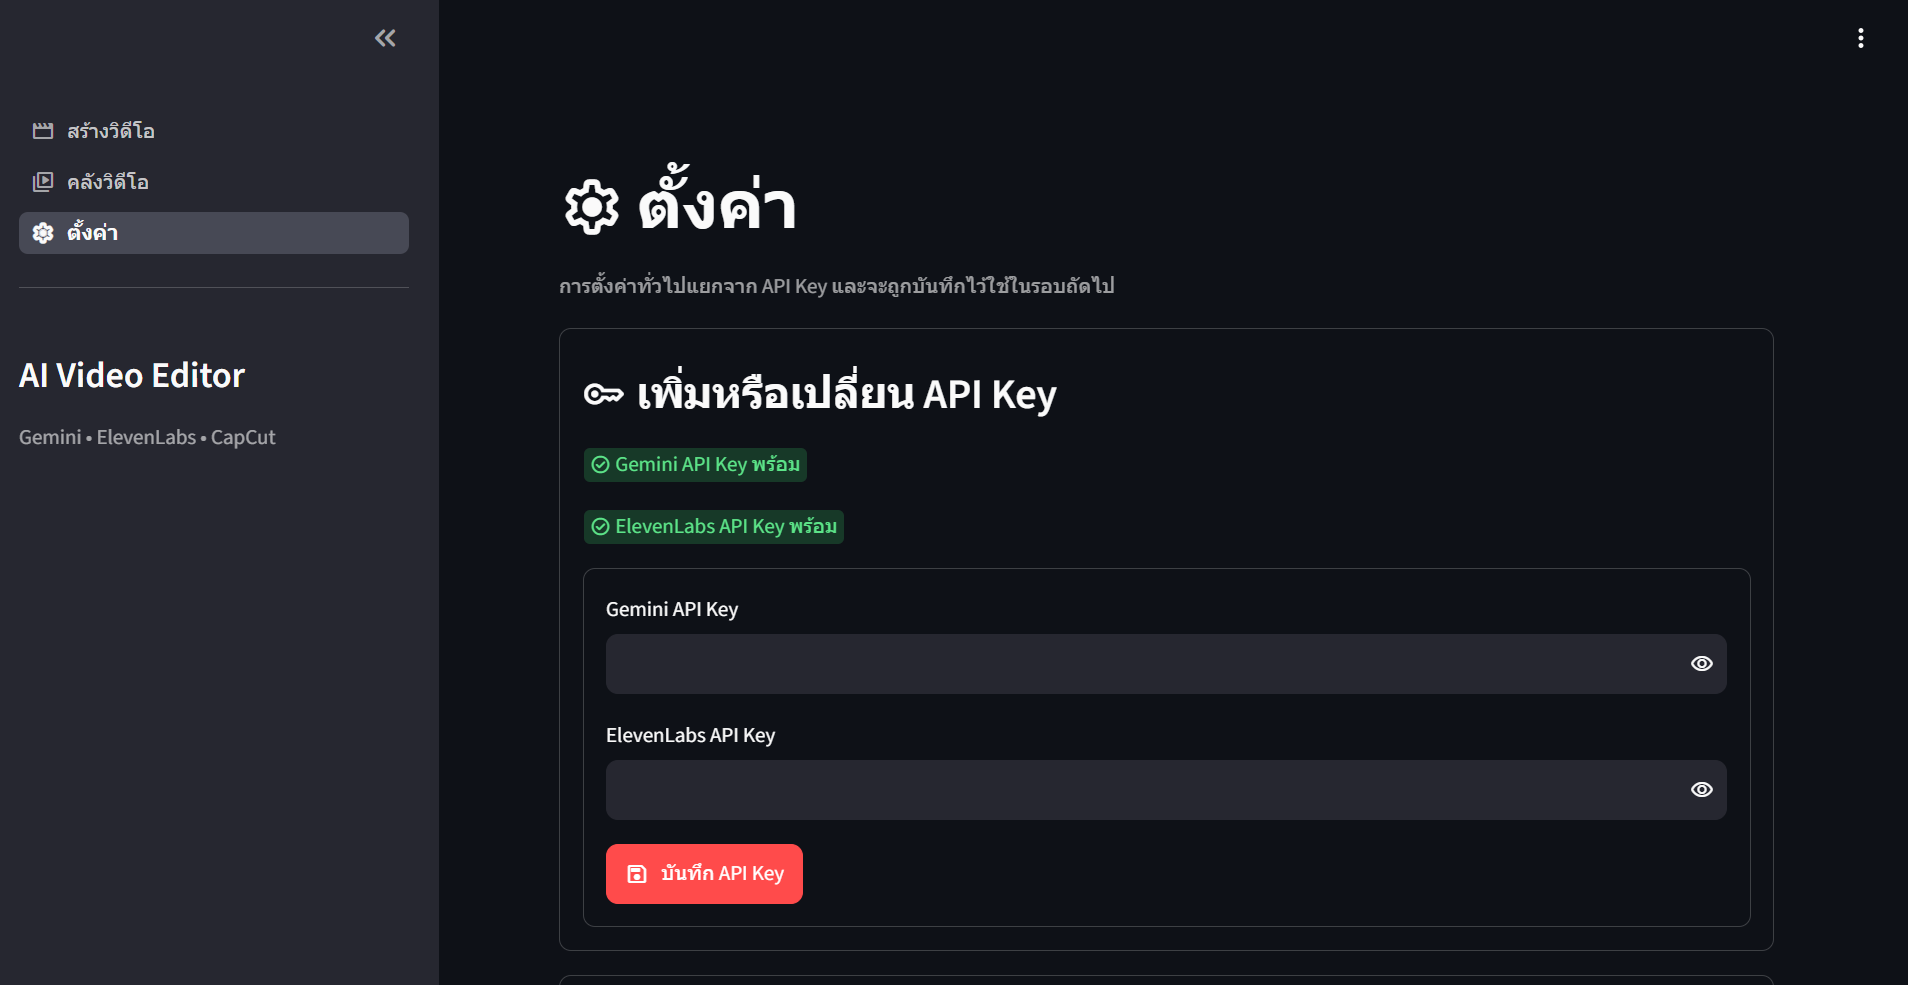 สร้างวิดีโอ
คลังวิดีโอ
ตั้งค่า
AI Video Editor
Gemini • ElevenLabs • CapCut
ตั้งค่า
การตั้งค่าทั่วไปแยกจาก API Key และจะถูกบันทึกไว้ใช้ในรอบถัดไป
เพิ่มหรือเปลี่ยน API Key
Gemini API Key พร้อม
ElevenLabs API Key พร้อม
Gemini API Key
ElevenLabs API Key
บันทึก API Key